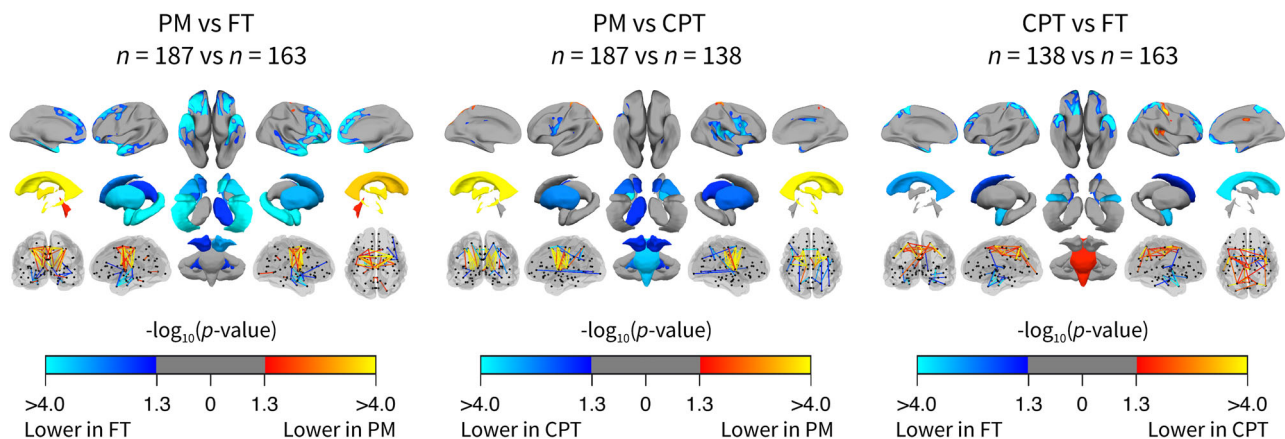 PM vs FT
n = 187 vs n = 163
PM vs CPT
n = 187 vs n = 138
CPT vs FT
n = 138 vs n = 163
-log₁₀(p-value)
>4.0 1.3 0 1.3 >4.0
Lower in FT Lower in PM
-log₁₀(p-value)
>4.0 1.3 0 1.3 >4.0
Lower in CPT Lower in PM
-log₁₀(p-value)
>4.0 1.3 0 1.3 >4.0
Lower in FT Lower in CPT